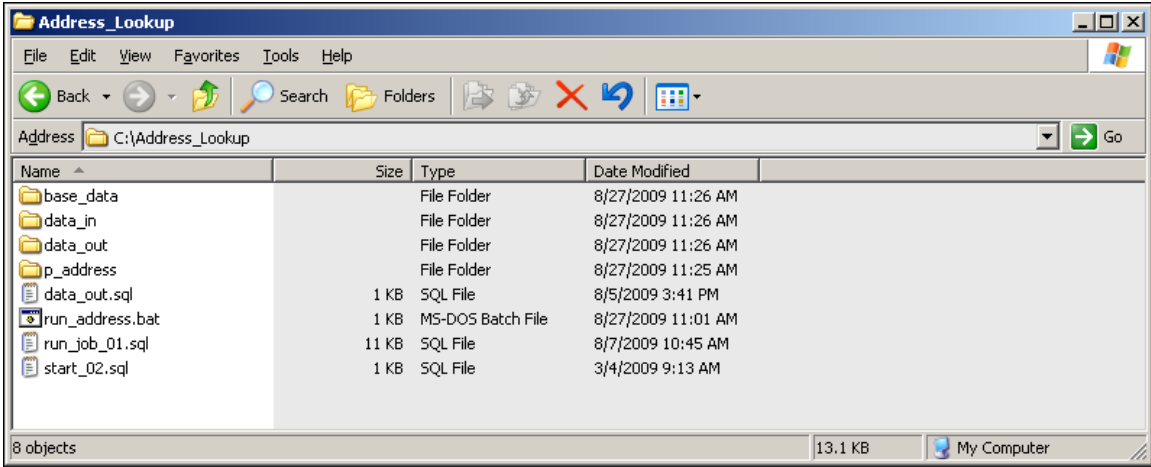 Address_Lookup
File Edit View Favorites Tools Help
Back Search Folders
Address C:\Address_Lookup Go
Name Size Type Date Modified
base_data File Folder 8/27/2009 11:26 AM
data_in File Folder 8/27/2009 11:26 AM
data_out File Folder 8/27/2009 11:26 AM
p_address File Folder 8/27/2009 11:25 AM
data_out.sql 1 KB SQL File 8/5/2009 3:41 PM
run_address.bat 1 KB MS-DOS Batch File 8/27/2009 11:01 AM
run_job_01.sql 11 KB SQL File 8/7/2009 10:45 AM
start_02.sql 1 KB SQL File 3/4/2009 9:13 AM
8 objects 13.1 KB My Computer